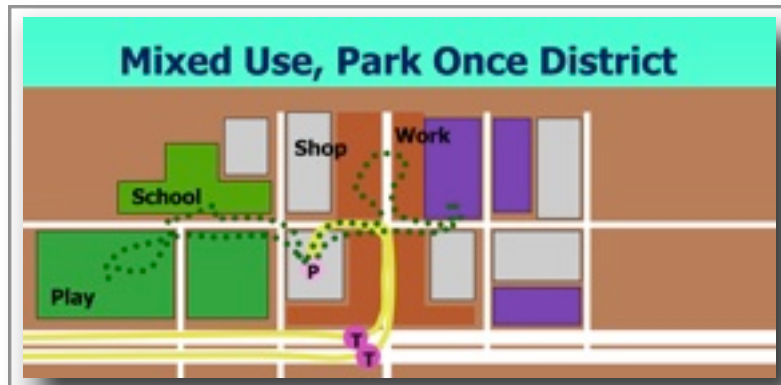 Mixed Use, Park Once District
Work
Shop
School
P
Play
T
T